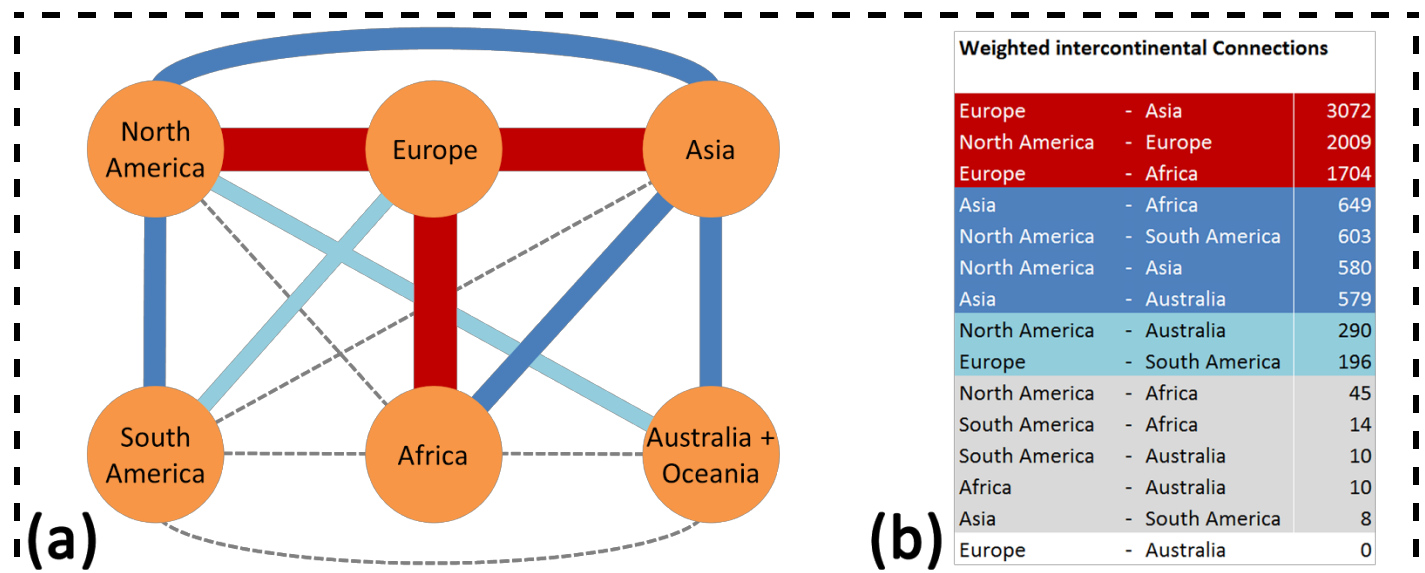 North
America
Europe
Asia
South
America
Africa
Australia +
Oceania
(a)
Weighted intercontinental Connections
Europe - Asia 3072
North America - Europe 2009
Europe - Africa 1704
Asia - Africa 649
North America - South America 603
North America - Asia 580
Asia - Australia 579
North America - Australia 290
Europe - South America 196
North America - Africa 45
South America - Africa 14
South America - Australia 10
Africa - Australia 10
Asia - South America 8
Europe - Australia 0
(b)